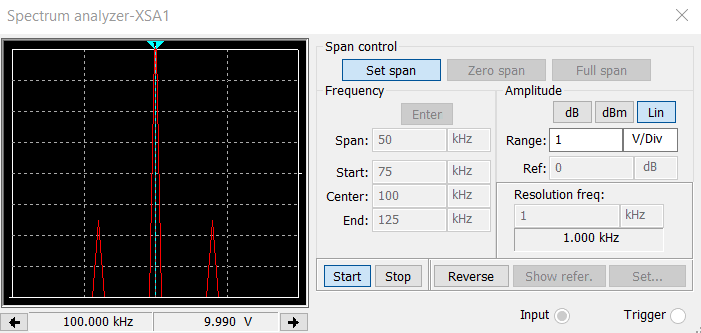 Spectrum analyzer-XSA1
Span control
Set span Zero span Full span
Frequency
Enter
Span: 50 kHz
Start: 75 kHz
Center: 100 kHz
End: 125 kHz
Amplitude
dB dBm Lin
Range: 1 V/Div
Ref: 0 dB
Resolution freq:
1 kHz
1.000 kHz
Start Stop Reverse Show refer. Set...
100.000 kHz 9.990 V
Input Trigger